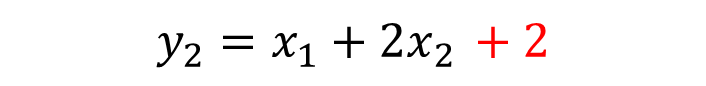 y₂ = x₁ + 2x₂ + 2